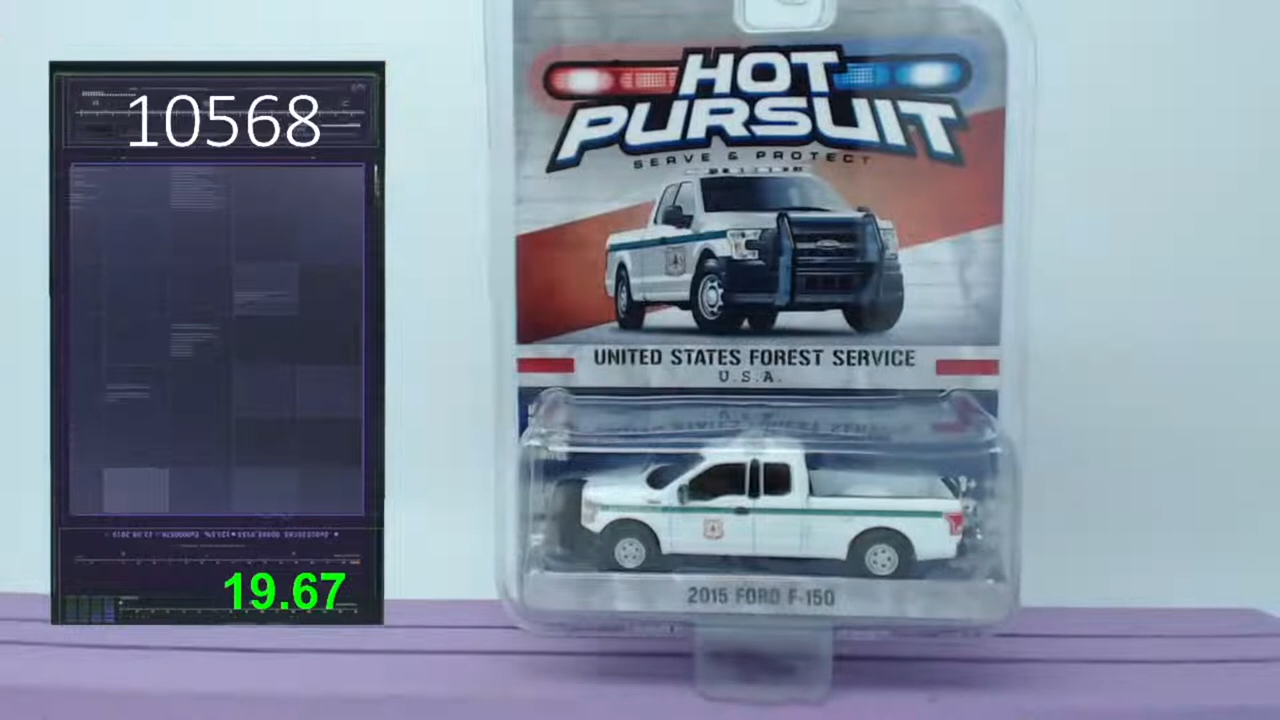 10568
19.67
HOT
PURSUIT
SERVE & PROTECT
UNITED STATES FOREST SERVICE
U.S.A.
2015 FORD F-150